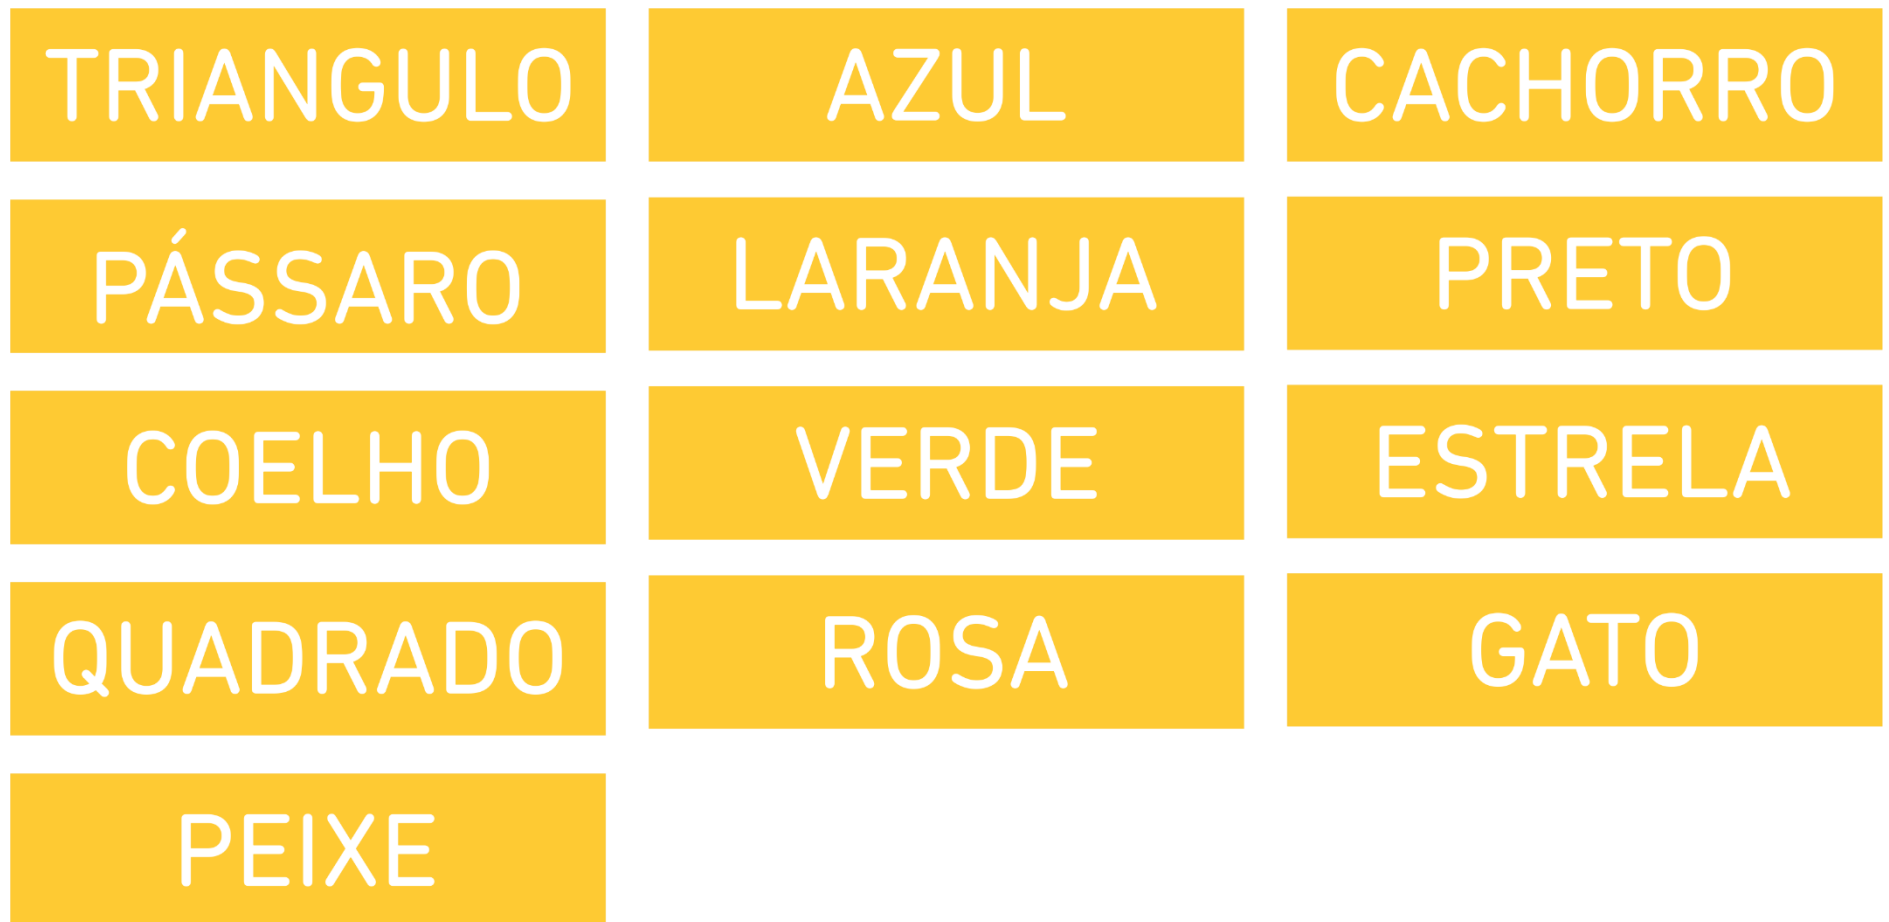 TRIANGULO
AZUL
CACHORRO
PÁSSARO
LARANJA
PRETO
COELHO
VERDE
ESTRELA
QUADRADO
ROSA
GATO
PEIXE